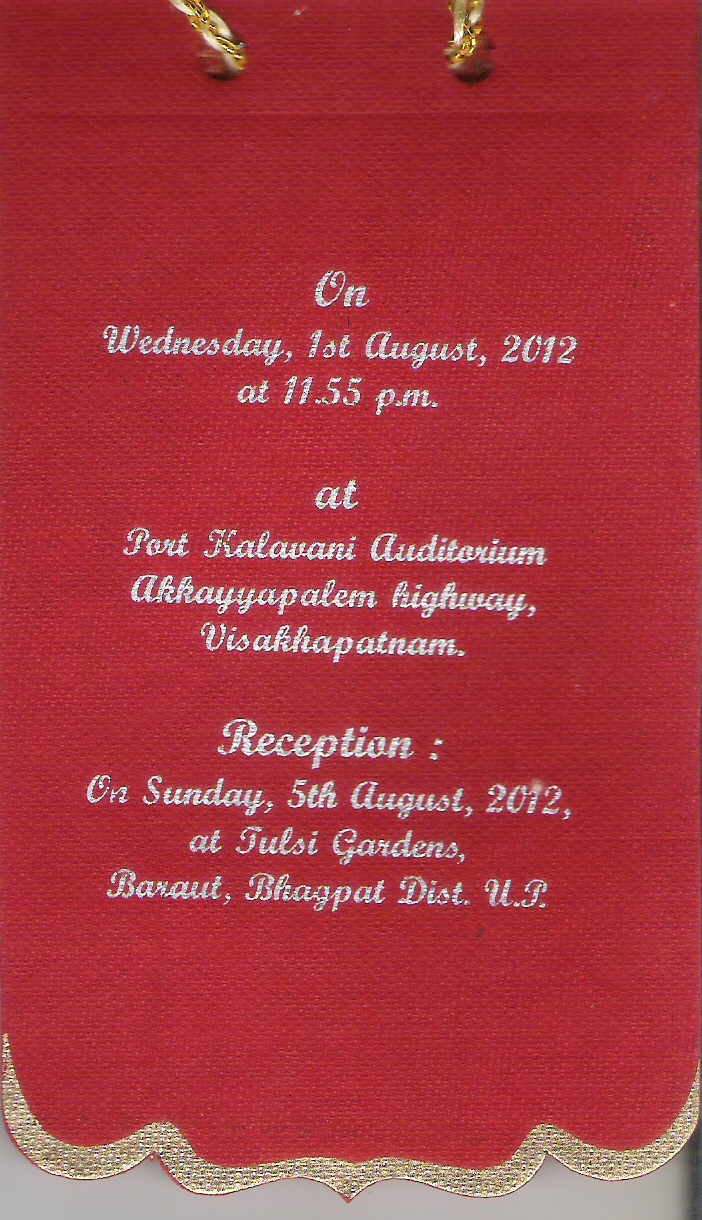 On
Wednesday, 1st August, 2012
at 11.55 p.m.
at
Port Kalavani Auditorium
Akkayyapalem highway,
Visakhapatnam.
Reception :
On Sunday, 5th August, 2012,
at Tulsi Gardens,
Baraut, Bhagpat Dist. U.P.